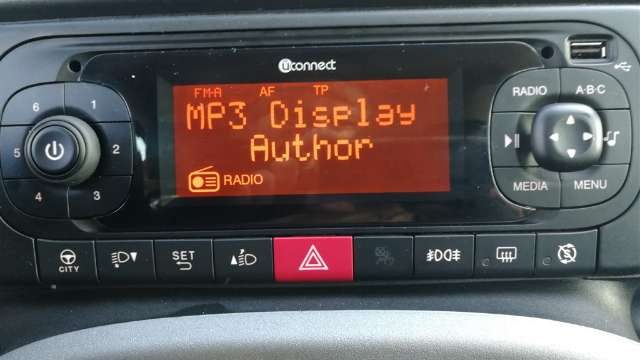 uconnect
FM-A AF TP
MP3 Display
Author
RADIO
6 1
5 2
4 3
RADIO A·B·C
MEDIA MENU
CITY
SET